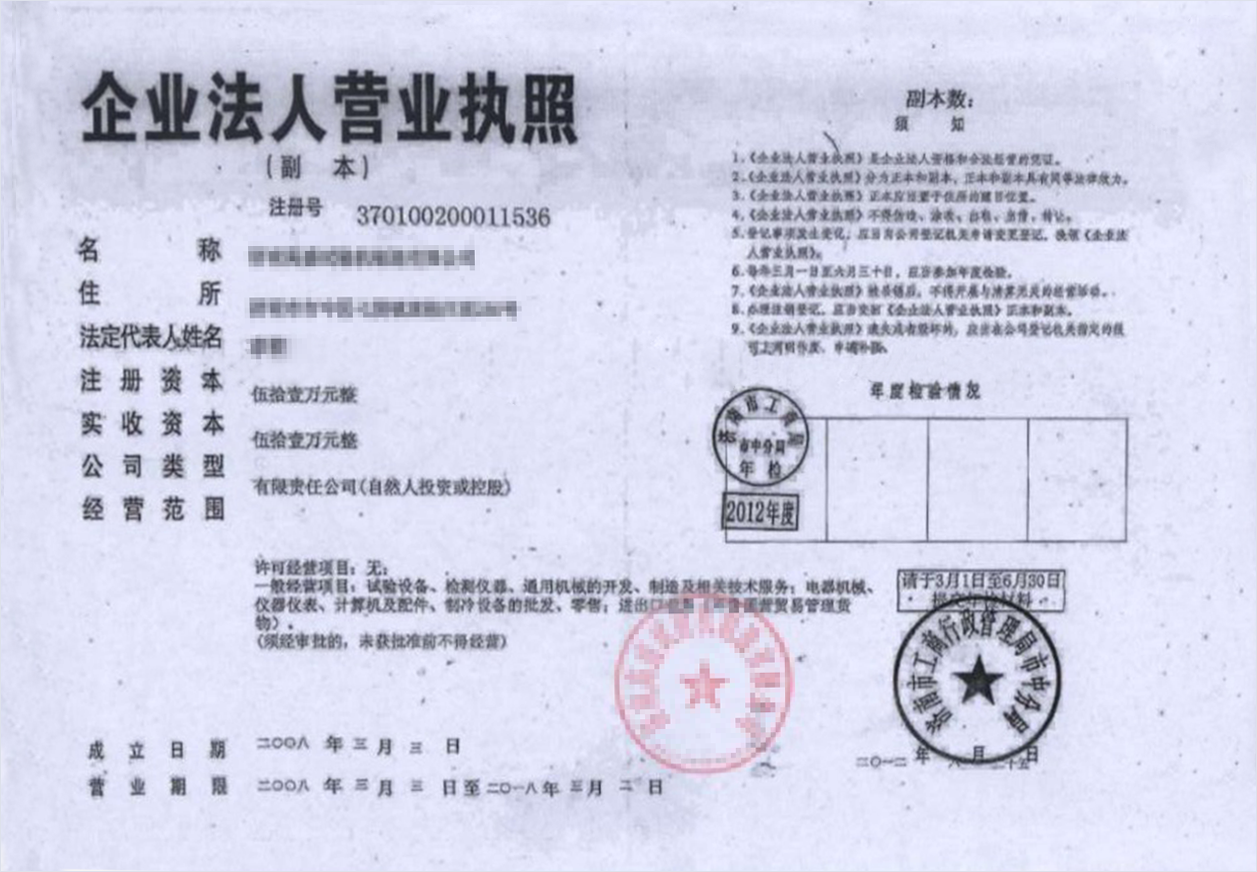 企业法人营业执照
(副 本)
注册号 370100200011536
名 称
住 所
法定代表人姓名
注册资本 伍拾壹万元整
实收资本 伍拾壹万元整
公司类型 有限责任公司(自然人投资或控股)
经营范围
许可经营项目：无；
一般经营项目：试验设备、检测仪器、通用机械的开发、制造及相关技术服务；电器机械、
仪器仪表、计算机及配件、制冷设备的批发、零售；进出口 贸易管理货
物）。
(须经审批的，未获批准前不得经营)
成立日期 二〇〇八 年 三 月 三 日
营业期限 二〇〇八 年 三 月 三 日至二〇一八年 三月 二 日
副本数：
须 知
1.《企业法人营业执照》是企业法人资格和合法经营的凭证。
2.《企业法人营业执照》分为正本和副本，正本和副本具有同等法律效力。
3.《企业法人营业执照》正本应当置于住所的醒目位置。
4.《企业法人营业执照》不得伪造、涂改、出租、出借、转让。
5.登记事项发生变化，应当向公司登记机关申请变更登记，换领《企业法
人营业执照》。
6.每年三月一日至六月三十日，应当参加年度检验。
7.《企业法人营业执照》被吊销后，不得开展与清算无关的经营活动。
8.办理注销登记，应当交回《企业法人营业执照》正本和副本。
9.《企业法人营业执照》遗失或者毁坏的，应当在公司登记机关指定的报
刊上声明作废，申请补领。
年度检验情况
济南市工商局
市中分局
年 检
2012年度
请于3月1日至6月30日
材料
济南市工商行政管理局市中分局
二〇一二 年 月 日